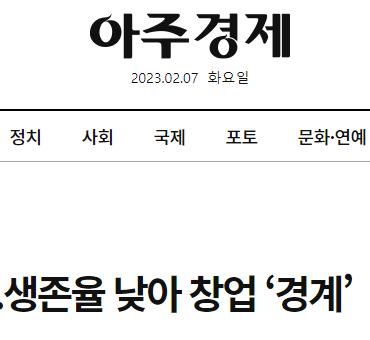 아주경제
2023.02.07 화요일
정치 사회 국제 포토 문화·연예
.생존율 낮아 창업 ‘경계’